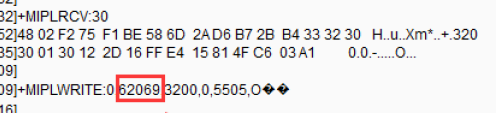 32]+MIPLRCV:30
52]48 02 F2 75 F1 BE 58 6D 2A D6 B7 2B B4 33 32 30 H..u..Xm*..+.320
35]30 01 30 12 2D 16 FF E4 15 81 4F C6 03 A1 0.0.-.....O...
09]
09]+MIPLWRITE:0,62069,3200,0,5505,O��
16]